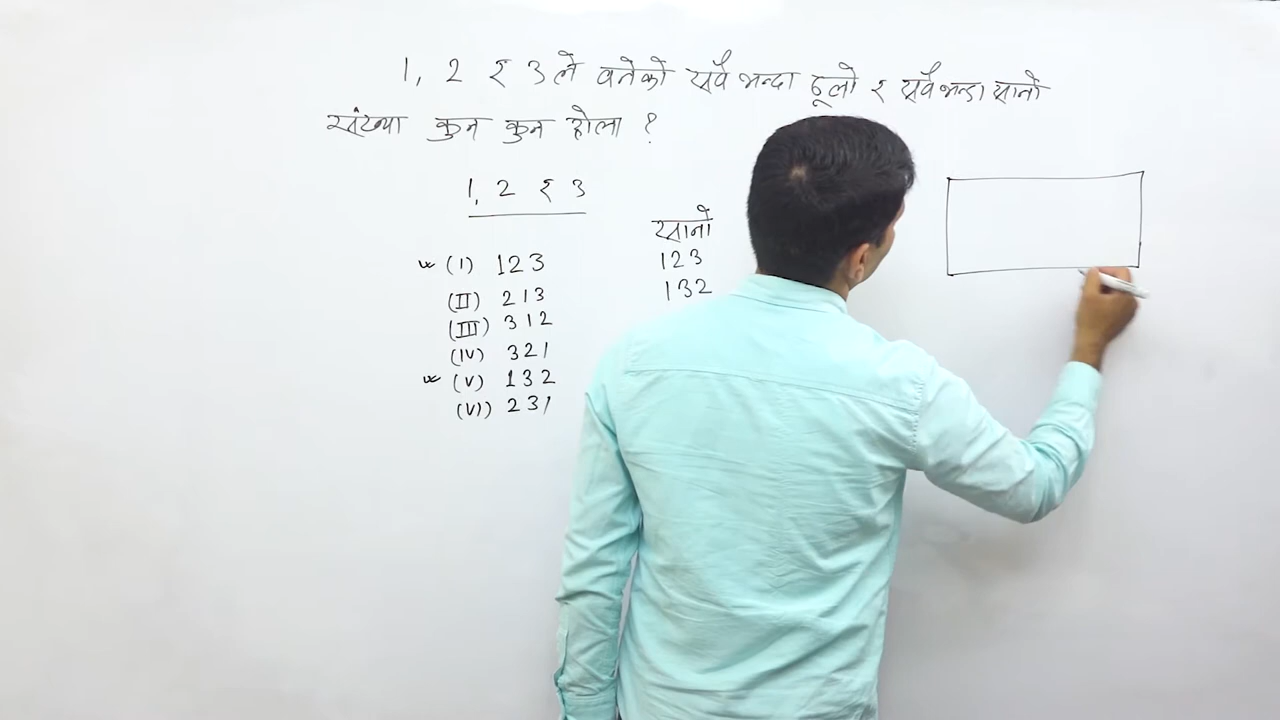 1, 2 र 3 ले बनेको सबै भन्दा ठूलो र सबै भन्दा सानो
संख्या कुन कुन होला ?
1, 2 र 3
सानो
(I) 123
123
(II) 213
132
(III) 312
(IV) 321
(V) 132
(VI) 231